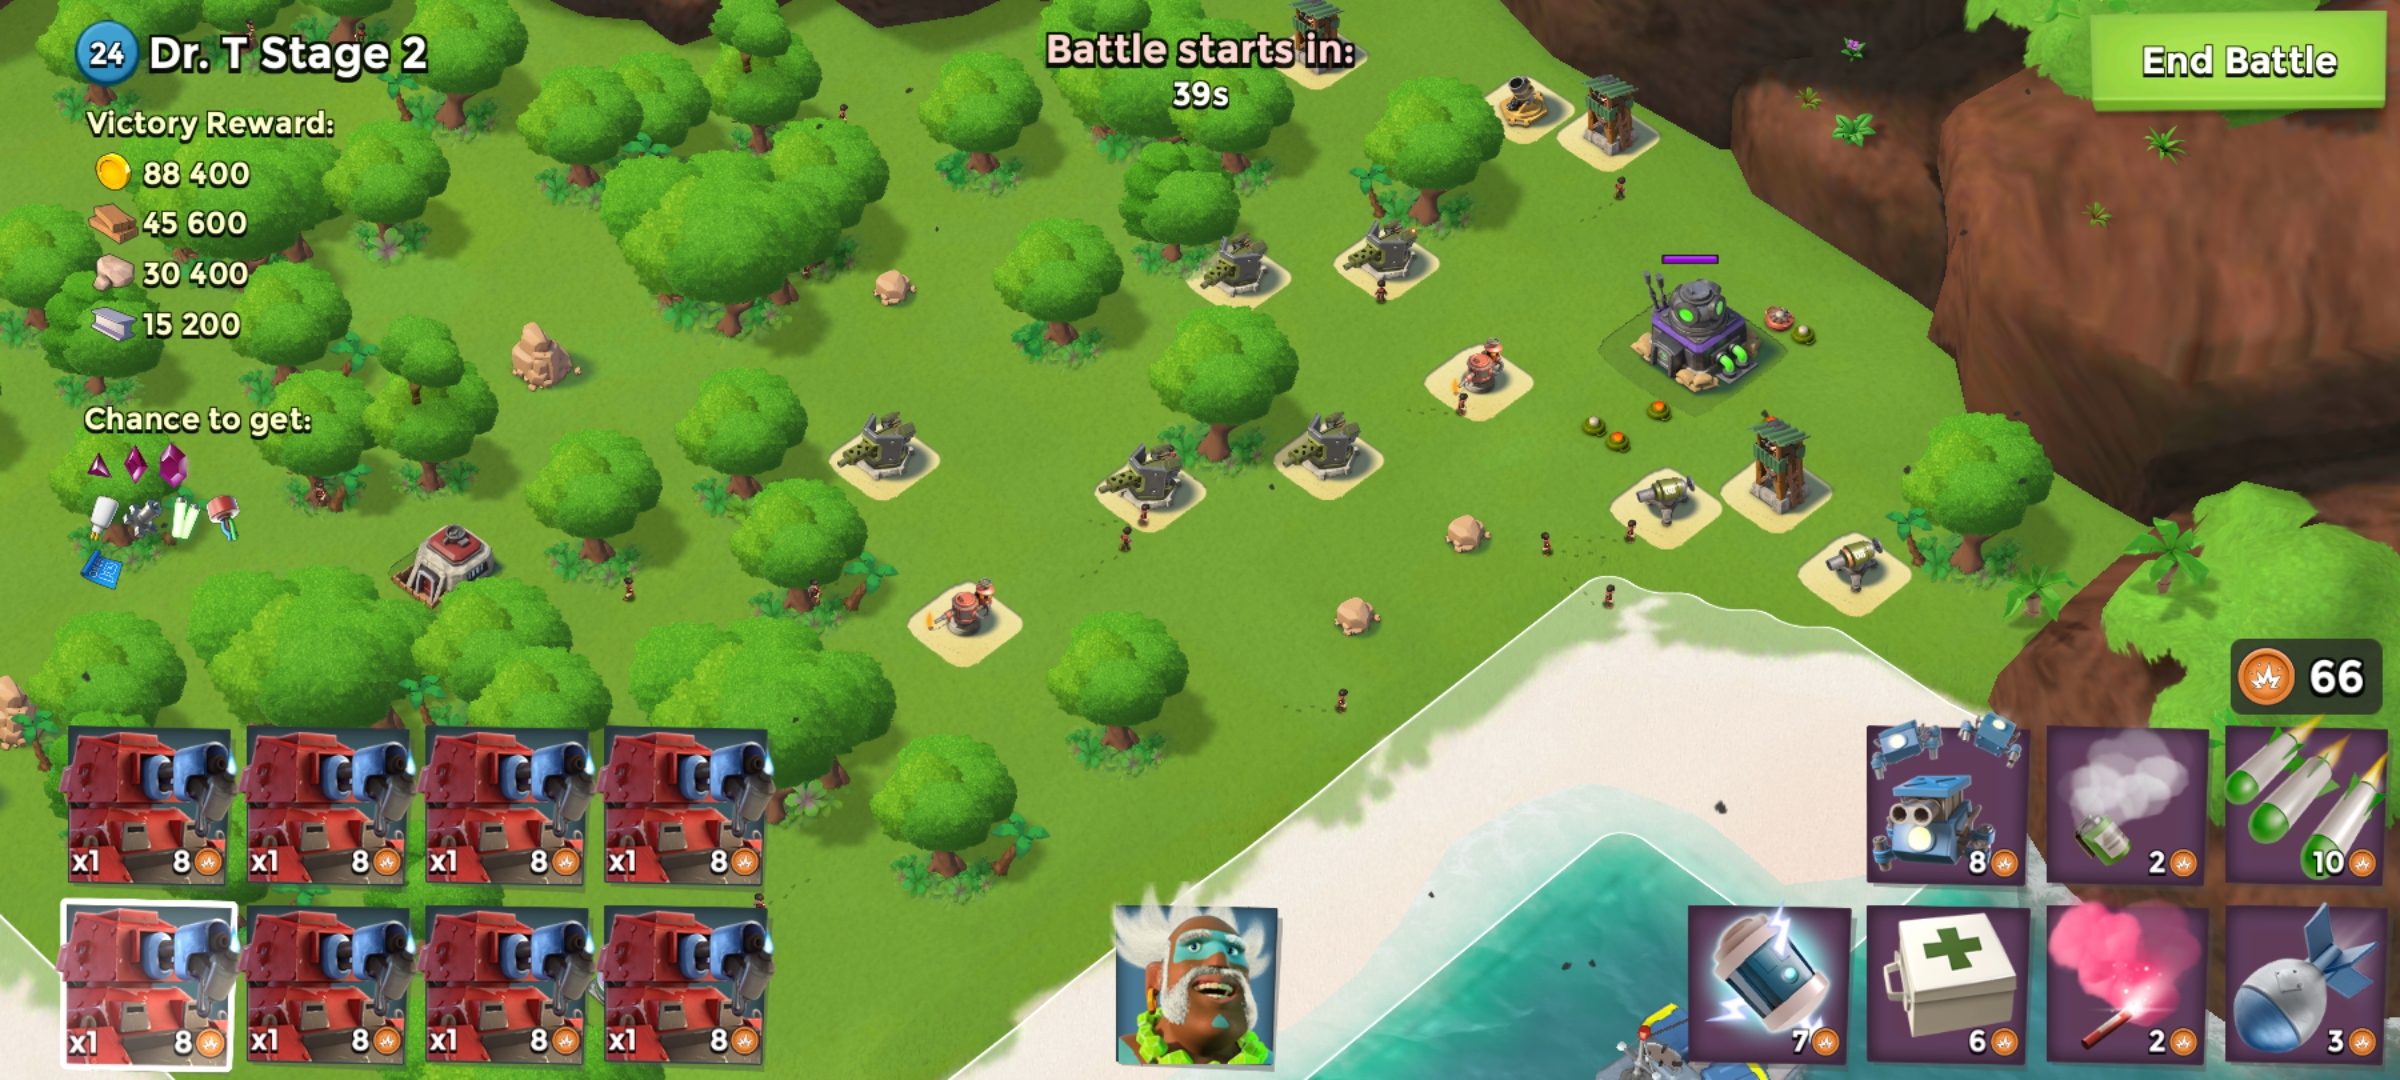 24 Dr. T Stage 2
Battle starts in:
39s
End Battle
Victory Reward:
88 400
45 600
30 400
15 200
Chance to get:
66
x1 8
x1 8
x1 8
x1 8
8
2
10
x1 8
x1 8
x1 8
x1 8
7
6
2
3